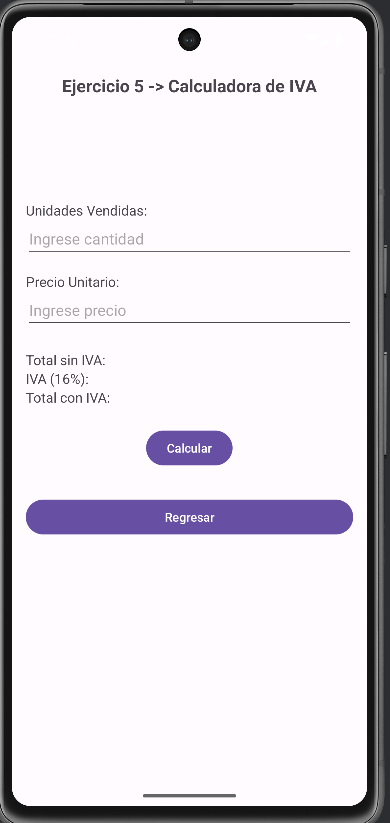 Ejercicio 5 -> Calculadora de IVA
Unidades Vendidas:
Ingrese cantidad
Precio Unitario:
Ingrese precio
Total sin IVA:
IVA (16%):
Total con IVA:
Calcular
Regresar